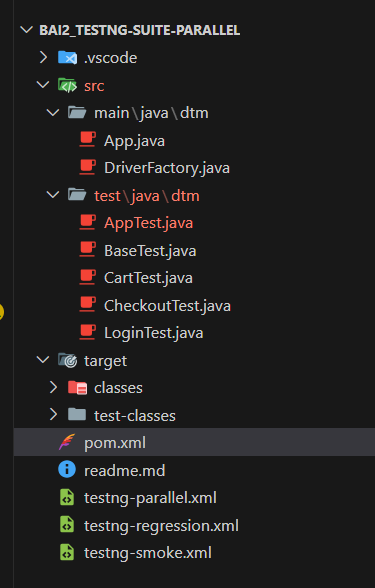 BAI2_TESTNG-SUITE-PARALLEL
.vscode
src
main\java\dtm
App.java
DriverFactory.java
test\java\dtm
AppTest.java
BaseTest.java
CartTest.java
CheckoutTest.java
LoginTest.java
target
classes
test-classes
pom.xml
readme.md
testng-parallel.xml
testng-regression.xml
testng-smoke.xml